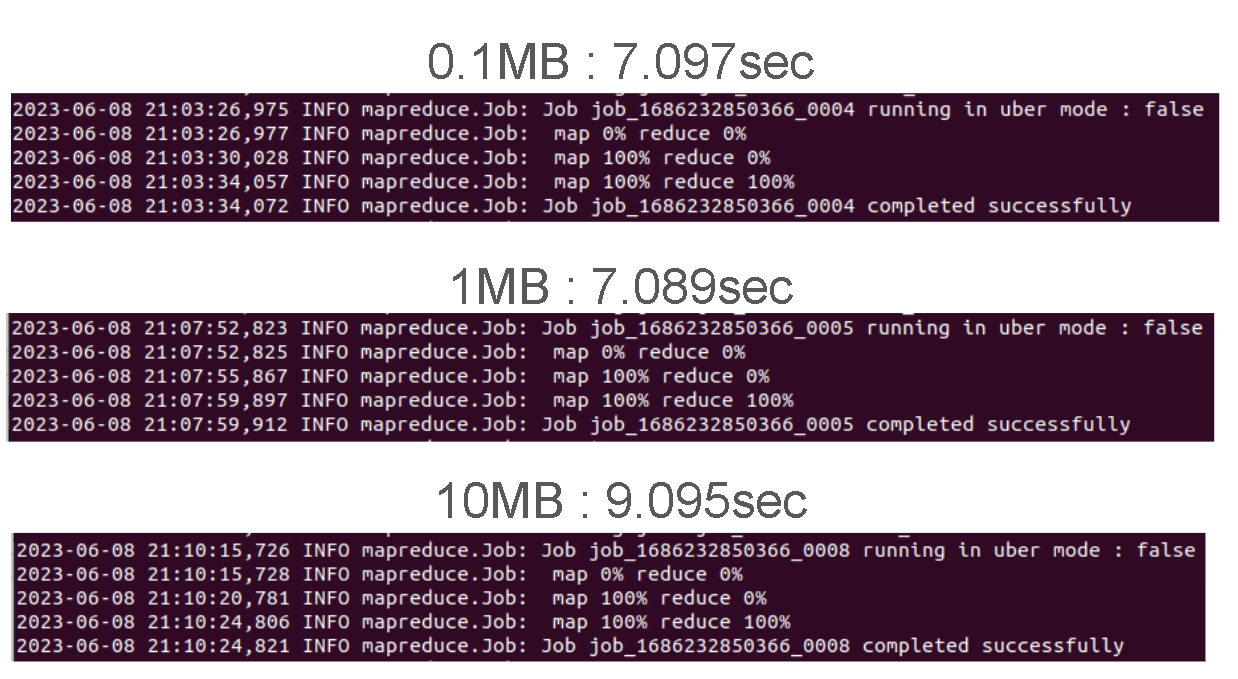 0.1MB : 7.097sec
2023-06-08 21:03:26,975 INFO mapreduce.Job: Job job_1686232850366_0004 running in uber mode : false
2023-06-08 21:03:26,977 INFO mapreduce.Job:  map 0% reduce 0%
2023-06-08 21:03:30,028 INFO mapreduce.Job:  map 100% reduce 0%
2023-06-08 21:03:34,057 INFO mapreduce.Job:  map 100% reduce 100%
2023-06-08 21:03:34,072 INFO mapreduce.Job: Job job_1686232850366_0004 completed successfully
1MB : 7.089sec
2023-06-08 21:07:52,823 INFO mapreduce.Job: Job job_1686232850366_0005 running in uber mode : false
2023-06-08 21:07:52,825 INFO mapreduce.Job:  map 0% reduce 0%
2023-06-08 21:07:55,867 INFO mapreduce.Job:  map 100% reduce 0%
2023-06-08 21:07:59,897 INFO mapreduce.Job:  map 100% reduce 100%
2023-06-08 21:07:59,912 INFO mapreduce.Job: Job job_1686232850366_0005 completed successfully
10MB : 9.095sec
2023-06-08 21:10:15,726 INFO mapreduce.Job: Job job_1686232850366_0008 running in uber mode : false
2023-06-08 21:10:15,728 INFO mapreduce.Job:  map 0% reduce 0%
2023-06-08 21:10:20,781 INFO mapreduce.Job:  map 100% reduce 0%
2023-06-08 21:10:24,806 INFO mapreduce.Job:  map 100% reduce 100%
2023-06-08 21:10:24,821 INFO mapreduce.Job: Job job_1686232850366_0008 completed successfully